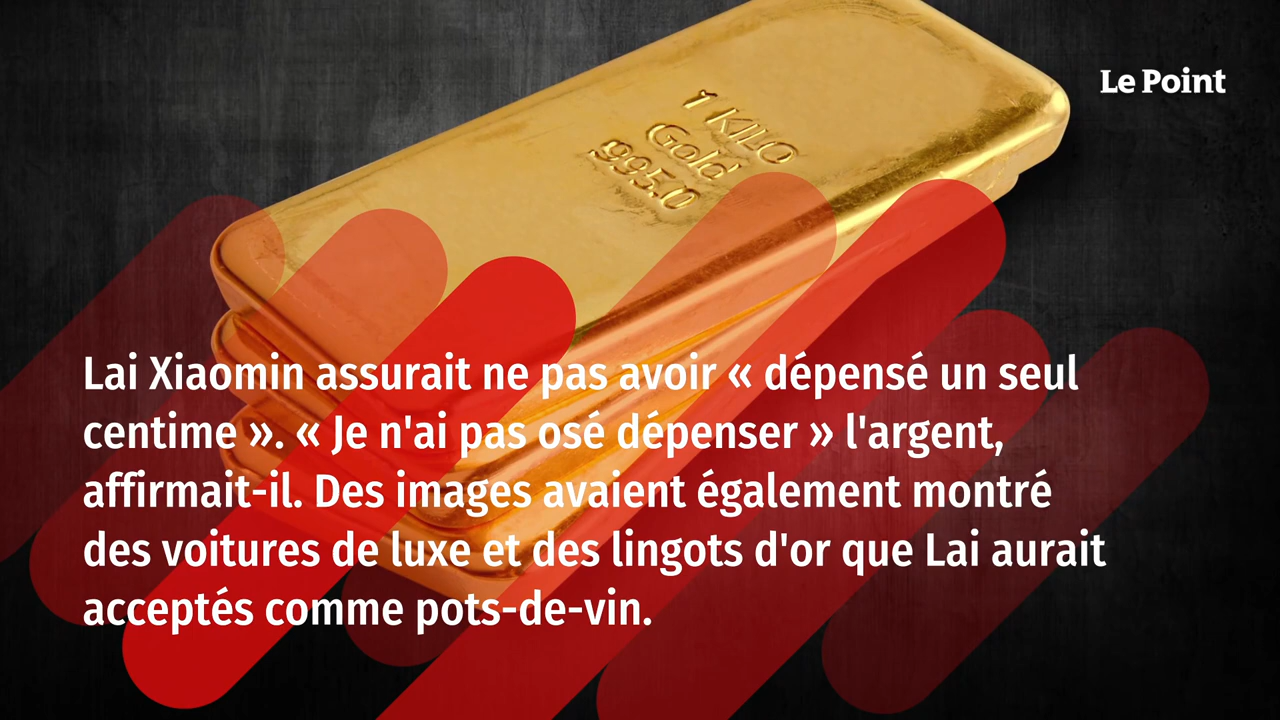 Le Point
1 KILO
Gold
995.0
Lai Xiaomin assurait ne pas avoir « dépensé un seul
centime ». « Je n'ai pas osé dépenser » l'argent,
affirmait-il. Des images avaient également montré
des voitures de luxe et des lingots d'or que Lai aurait
acceptés comme pots-de-vin.